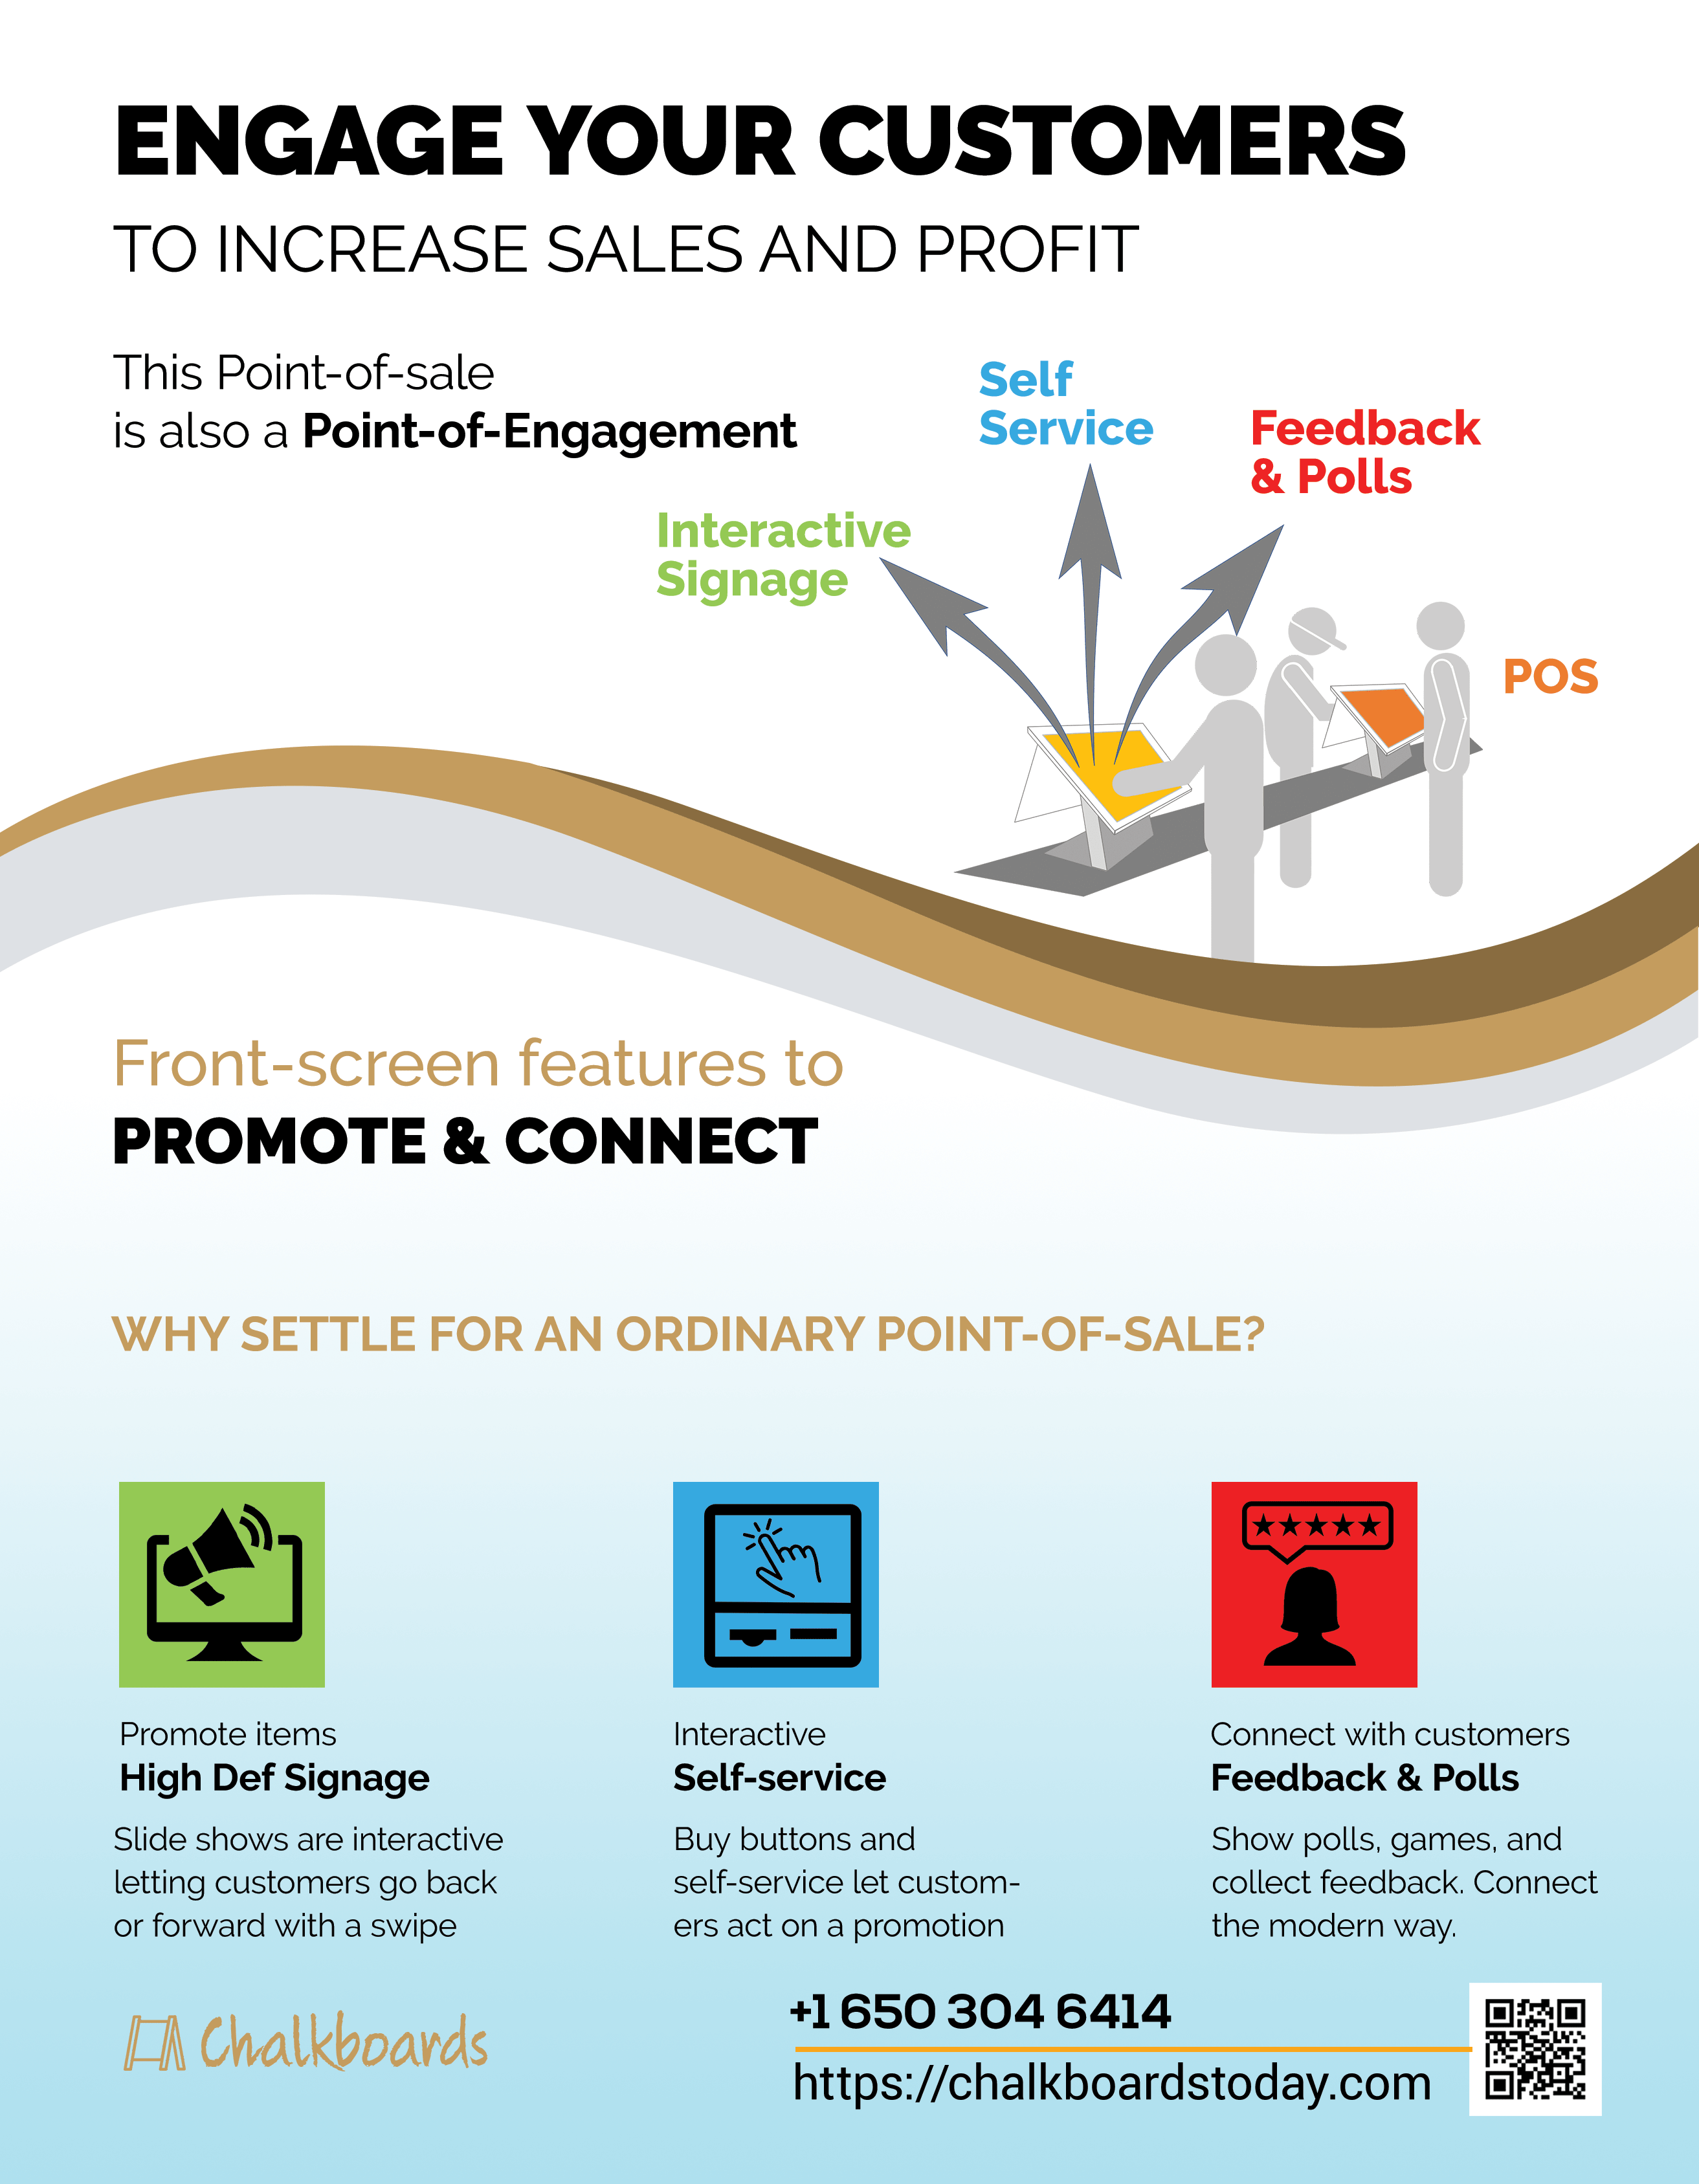 ENGAGE YOUR CUSTOMERS
TO INCREASE SALES AND PROFIT
This Point-of-sale
is also a Point-of-Engagement
Self
Service
Feedback
& Polls
Interactive
Signage
POS
Front-screen features to
PROMOTE & CONNECT
WHY SETTLE FOR AN ORDINARY POINT-OF-SALE?
Promote items
High Def Signage
Slide shows are interactive
letting customers go back
or forward with a swipe
Interactive
Self-service
Buy buttons and
self-service let custom-
ers act on a promotion
Connect with customers
Feedback & Polls
Show polls, games, and
collect feedback. Connect
the modern way.
Chalkboards
+1 650 304 6414
https://chalkboardstoday.com